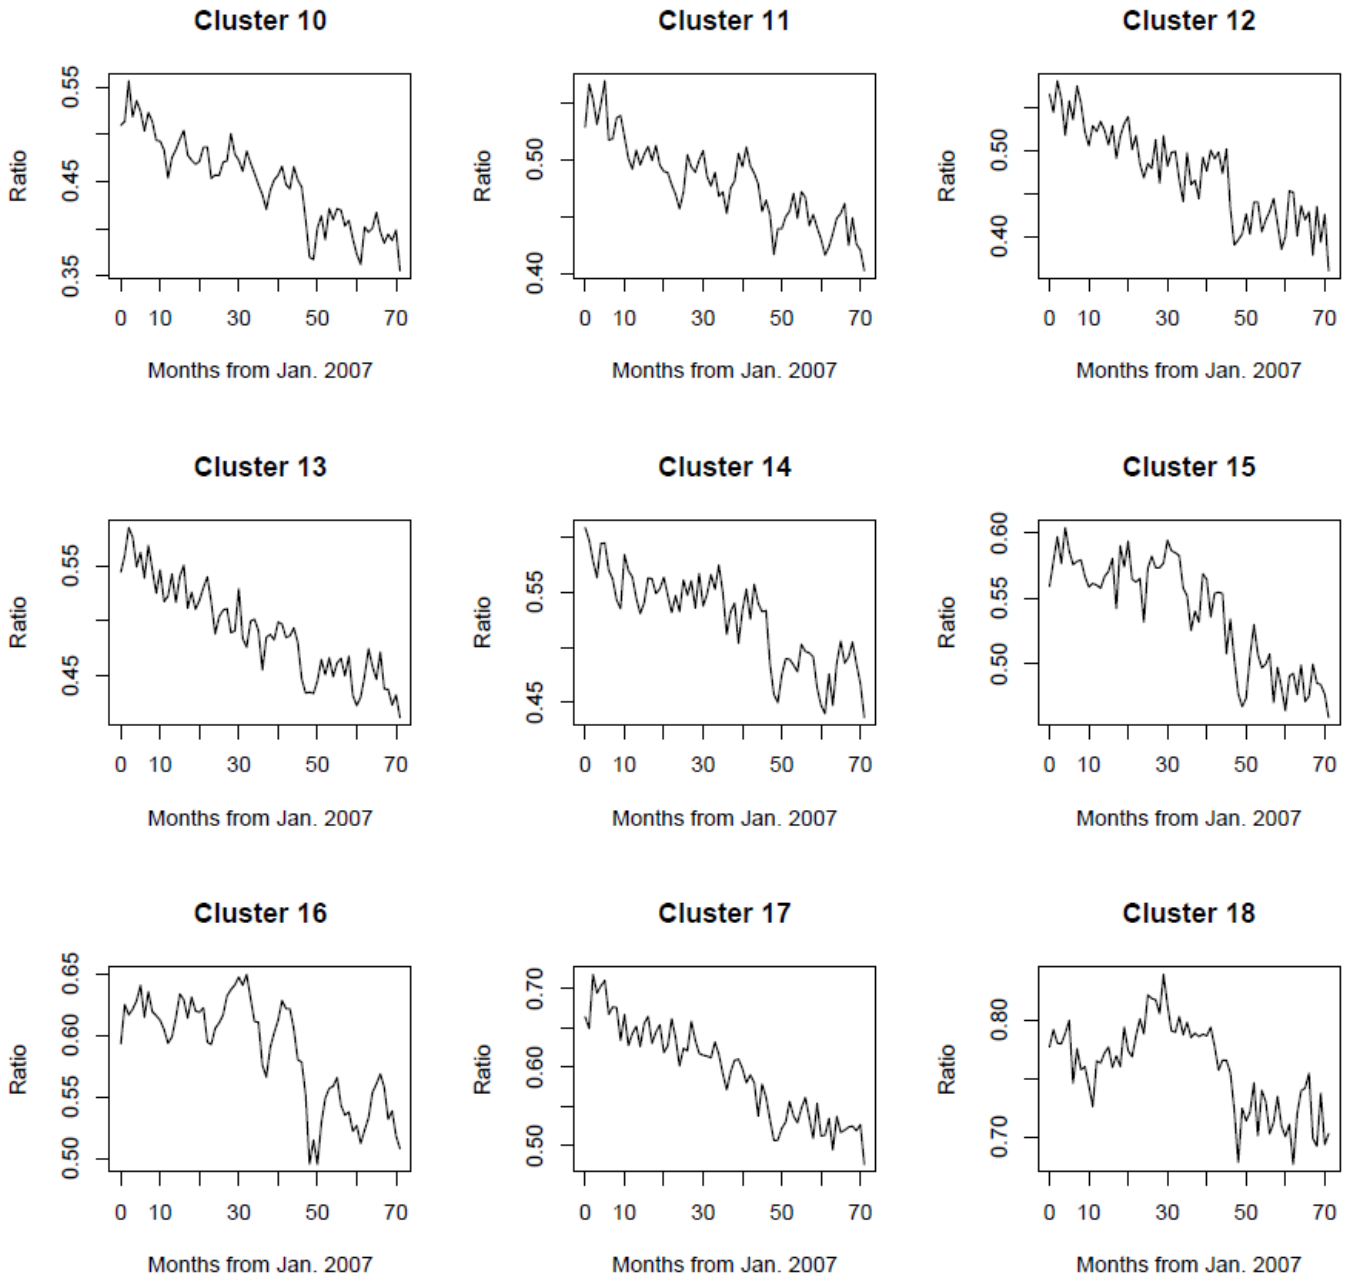 Cluster 10
Ratio
0.35 0.45 0.55
0 10 30 50 70
Months from Jan. 2007
Cluster 11
Ratio
0.40 0.50
0 10 30 50 70
Months from Jan. 2007
Cluster 12
Ratio
0.40 0.50
0 10 30 50 70
Months from Jan. 2007
Cluster 13
Ratio
0.45 0.55
0 10 30 50 70
Months from Jan. 2007
Cluster 14
Ratio
0.45 0.55
0 10 30 50 70
Months from Jan. 2007
Cluster 15
Ratio
0.50 0.55 0.60
0 10 30 50 70
Months from Jan. 2007
Cluster 16
Ratio
0.50 0.55 0.60 0.65
0 10 30 50 70
Months from Jan. 2007
Cluster 17
Ratio
0.50 0.60 0.70
0 10 30 50 70
Months from Jan. 2007
Cluster 18
Ratio
0.70 0.80
0 10 30 50 70
Months from Jan. 2007